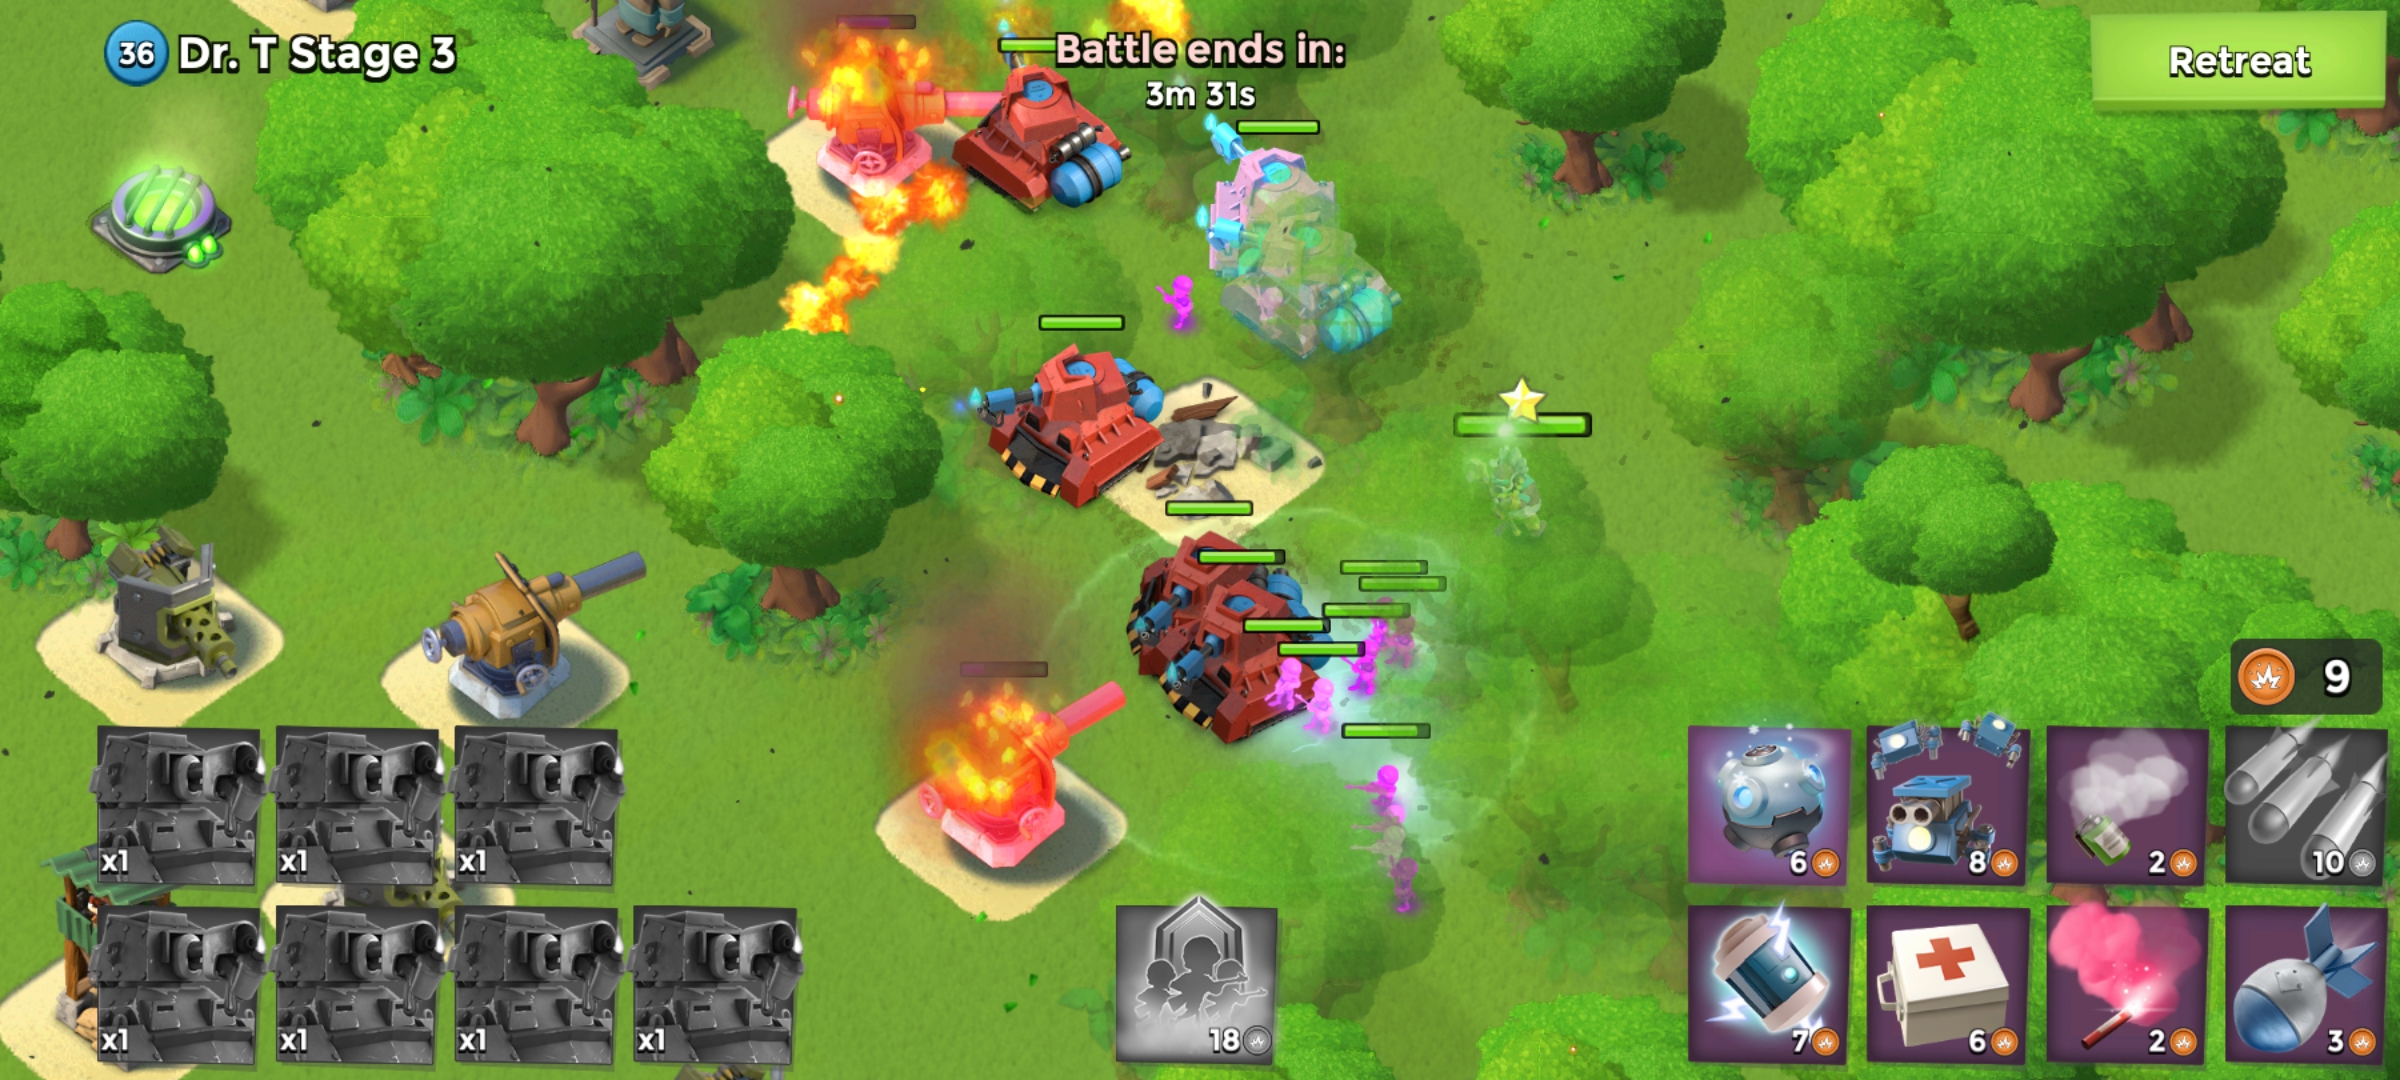 36 Dr. T Stage 3
Battle ends in:
3m 31s
Retreat
9
6
8
2
10
x1
x1
x1
x1
x1
x1
x1
18
7
6
2
3